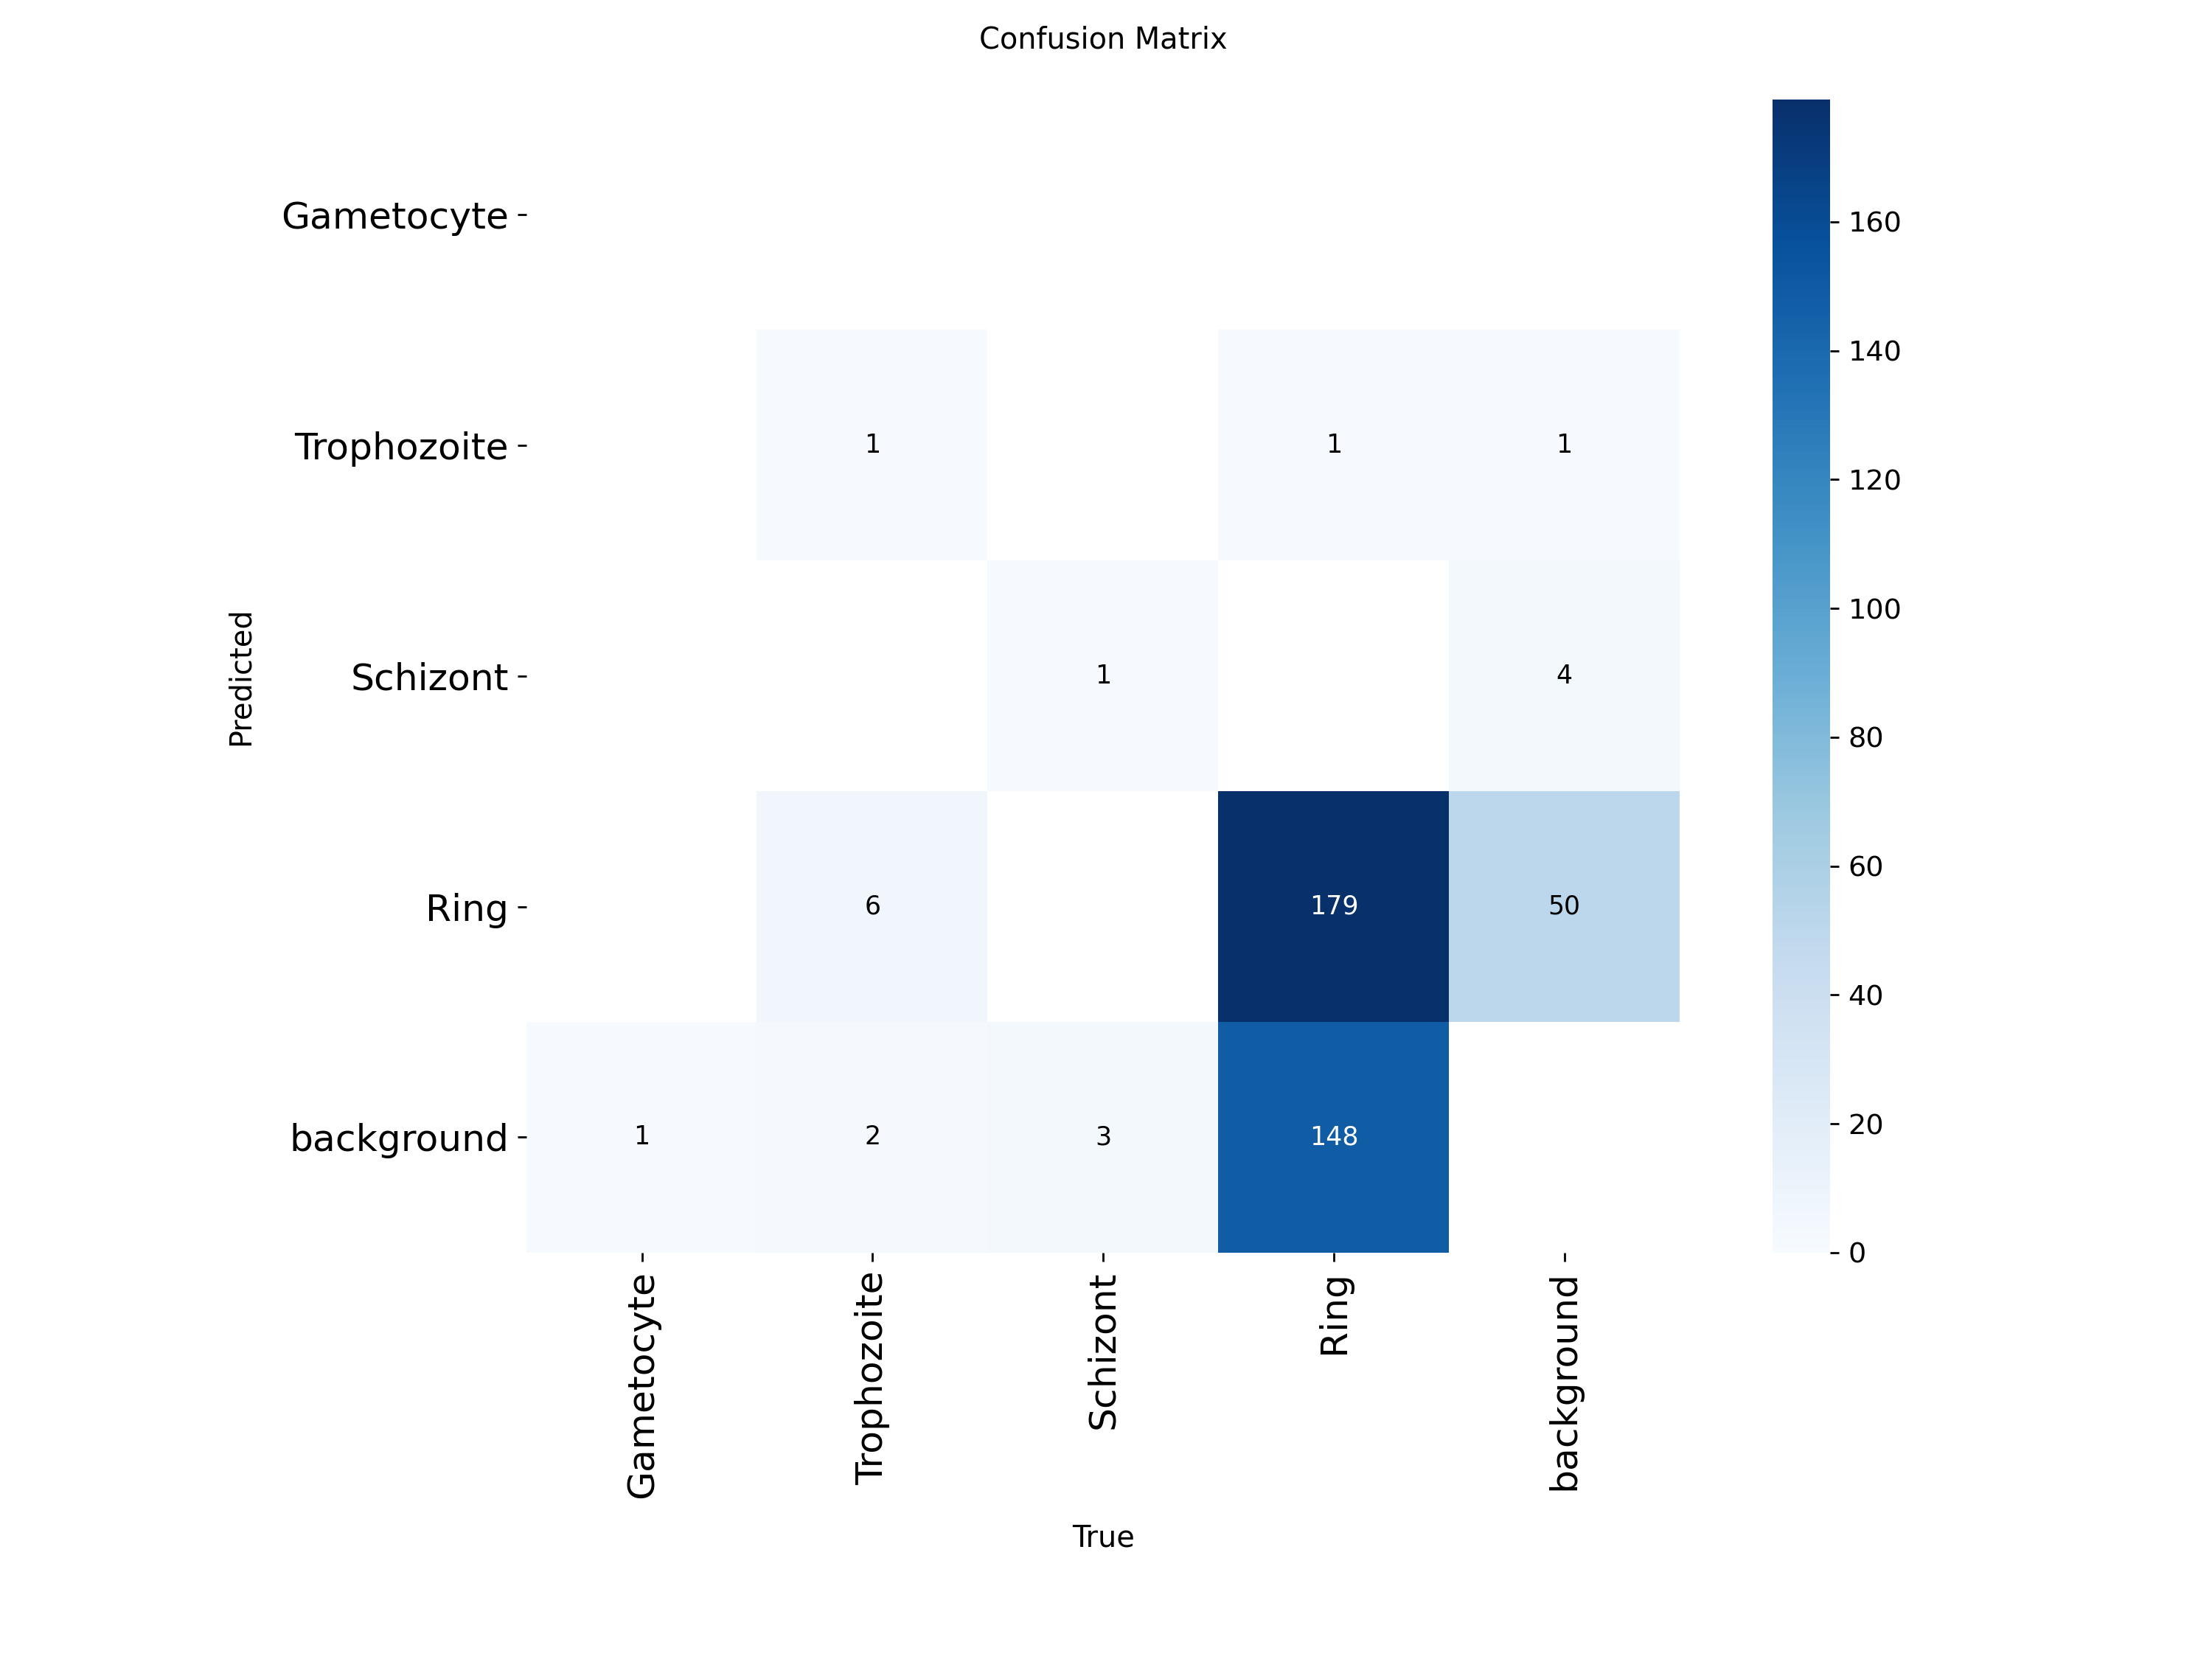 Confusion Matrix
Gametocyte
Trophozoite 1 1 1
Schizont 1 4
Ring 6 179 50
background 1 2 3 148
Gametocyte Trophozoite Schizont Ring background
Predicted
True
160
140
120
100
80
60
40
20
0